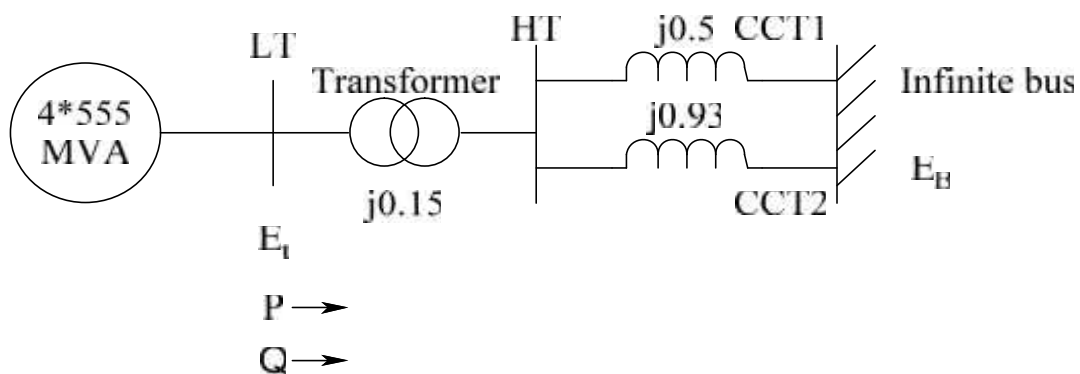 HT
j0.5
CCT1
LT
Transformer
Infinite bus
4*555
MVA
j0.93
j0.15
CCT2
E_B
E_t
P
Q